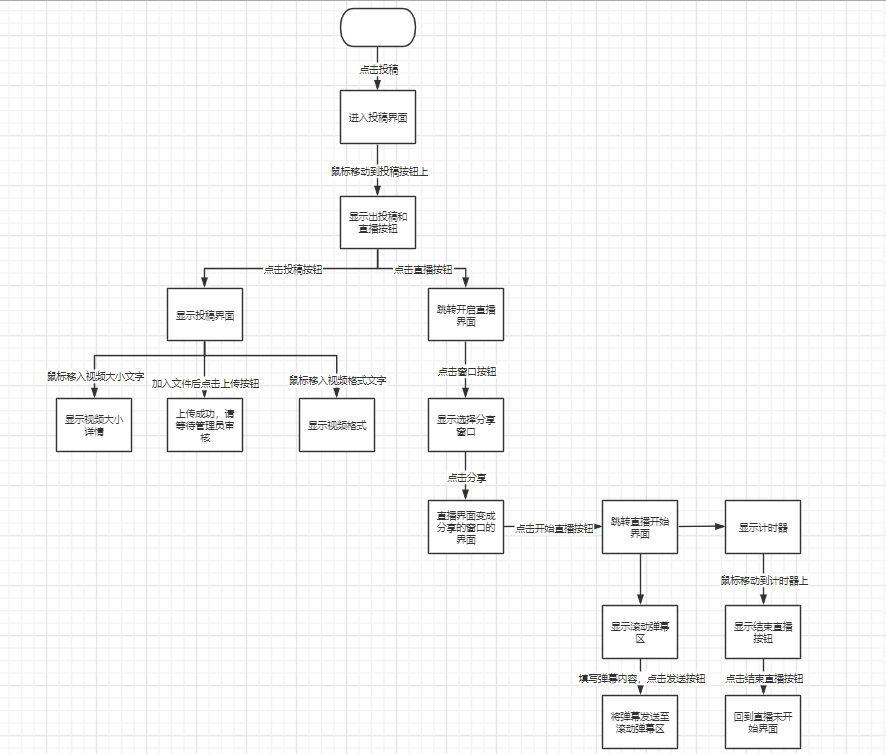 点击投稿
进入投稿界面
鼠标移动到投稿按钮上
显示出投稿和
直播按钮
点击投稿按钮
点击直播按钮
显示投稿界面
跳转开启直播
界面
鼠标移入视频大小文字
加入文件后点击上传按钮
鼠标移入视频格式文字
点击窗口按钮
显示视频大小
详情
上传成功，请
等待管理员审
核
显示视频格式
显示选择分享
窗口
点击分享
直播界面变成
分享的窗口的
界面
点击开始直播按钮
跳转直播开始
界面
显示计时器
鼠标移动到计时器上
显示滚动弹幕
区
显示结束直播
按钮
填写弹幕内容，点击发送按钮
点击结束直播按钮
将弹幕发送至
滚动弹幕区
回到直播未开
始界面